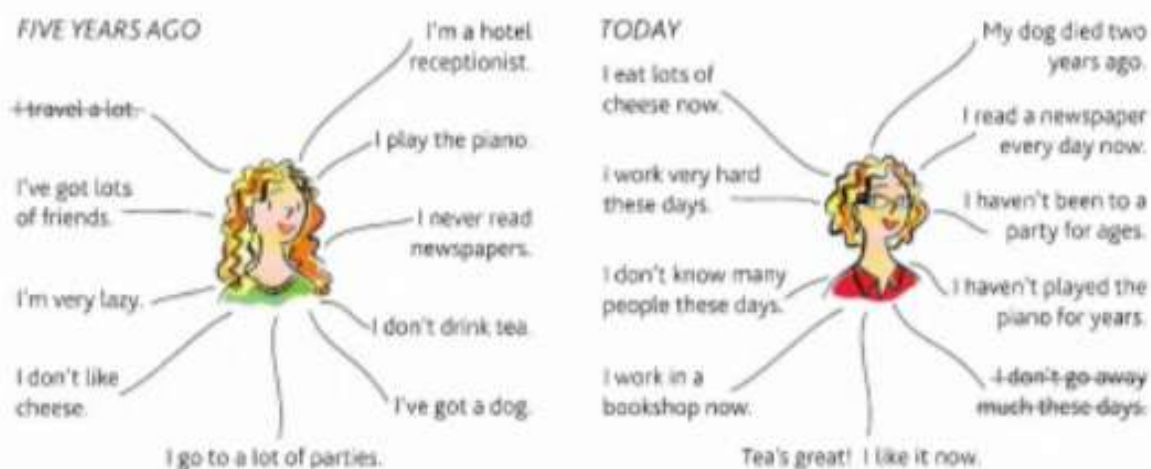 FIVE YEARS AGO
I'm a hotel
receptionist.
I travel a lot.
I play the piano.
I've got lots
of friends.
I never read
newspapers.
I'm very lazy.
I don't drink tea.
I don't like
cheese.
I've got a dog.
I go to a lot of parties.
TODAY
My dog died two
years ago.
I eat lots of
cheese now.
I read a newspaper
every day now.
I work very hard
these days.
I haven't been to a
party for ages.
I don't know many
people these days.
I haven't played the
piano for years.
I work in a
bookshop now.
I don't go away
much these days.
Tea's great! I like it now.